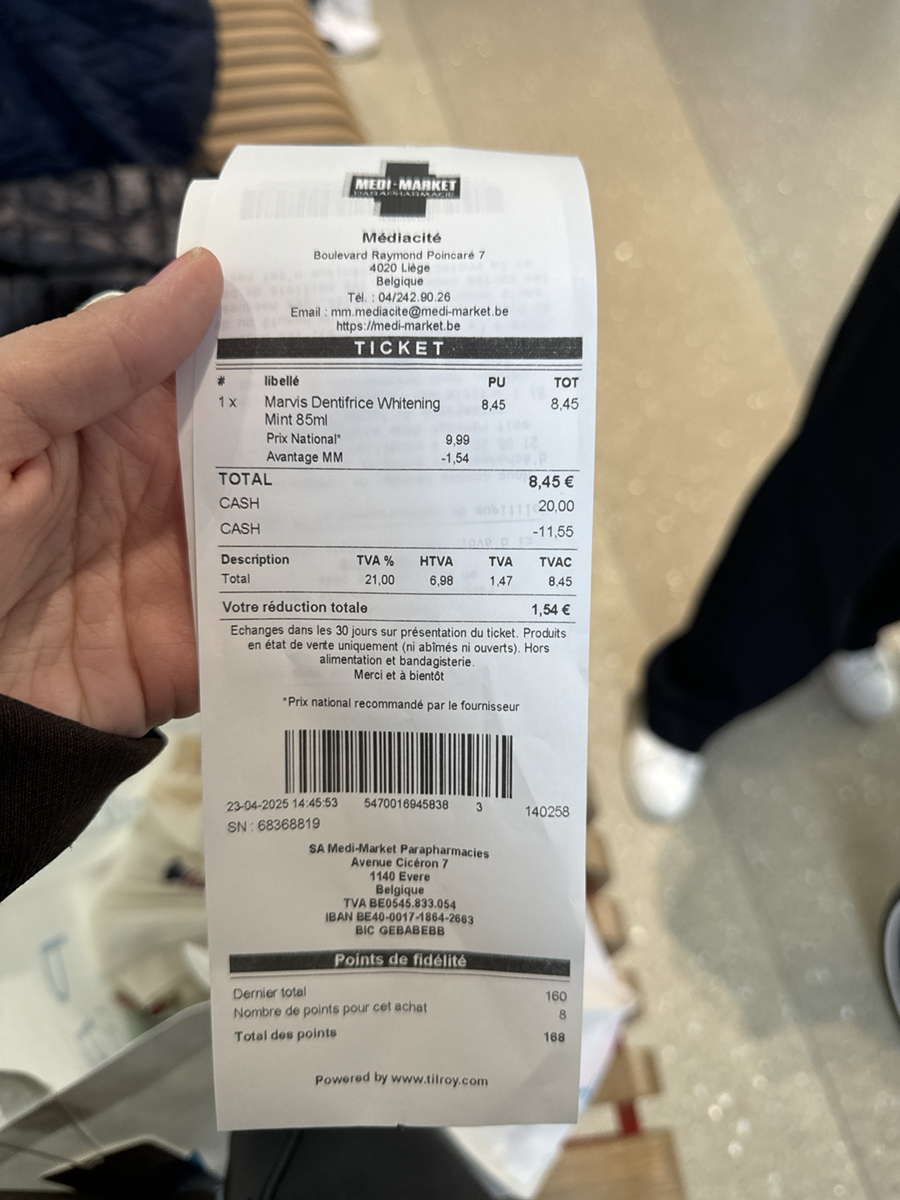 MEDI-MARKET
PARAPHARMACIE
Médiacité
Boulevard Raymond Poincaré 7
4020 Liège
Belgique
Tél. : 04/242.90.26
Email : mm.mediacite@medi-market.be
https://medi-market.be
TICKET
# libellé PU TOT
1 x Marvis Dentifrice Whitening 8,45 8,45
Mint 85ml
Prix National* 9,99
Avantage MM -1,54
TOTAL 8,45 €
CASH 20,00
CASH -11,55
Description TVA % HTVA TVA TVAC
Total 21,00 6,98 1,47 8,45
Votre réduction totale 1,54 €
Echanges dans les 30 jours sur présentation du ticket. Produits
en état de vente uniquement (ni abîmés ni ouverts). Hors
alimentation et bandagisterie.
Merci et à bientôt
*Prix national recommandé par le fournisseur
23-04-2025 14:45:53 5470016945838 3 140258
SN : 68368819
SA Medi-Market Parapharmacies
Avenue Cicéron 7
1140 Evere
Belgique
TVA BE0545.833.054
IBAN BE40-0017-1864-2663
BIC GEBABEBB
Points de fidélité
Dernier total 160
Nombre de points pour cet achat 8
Total des points 168
Powered by www.tilroy.com